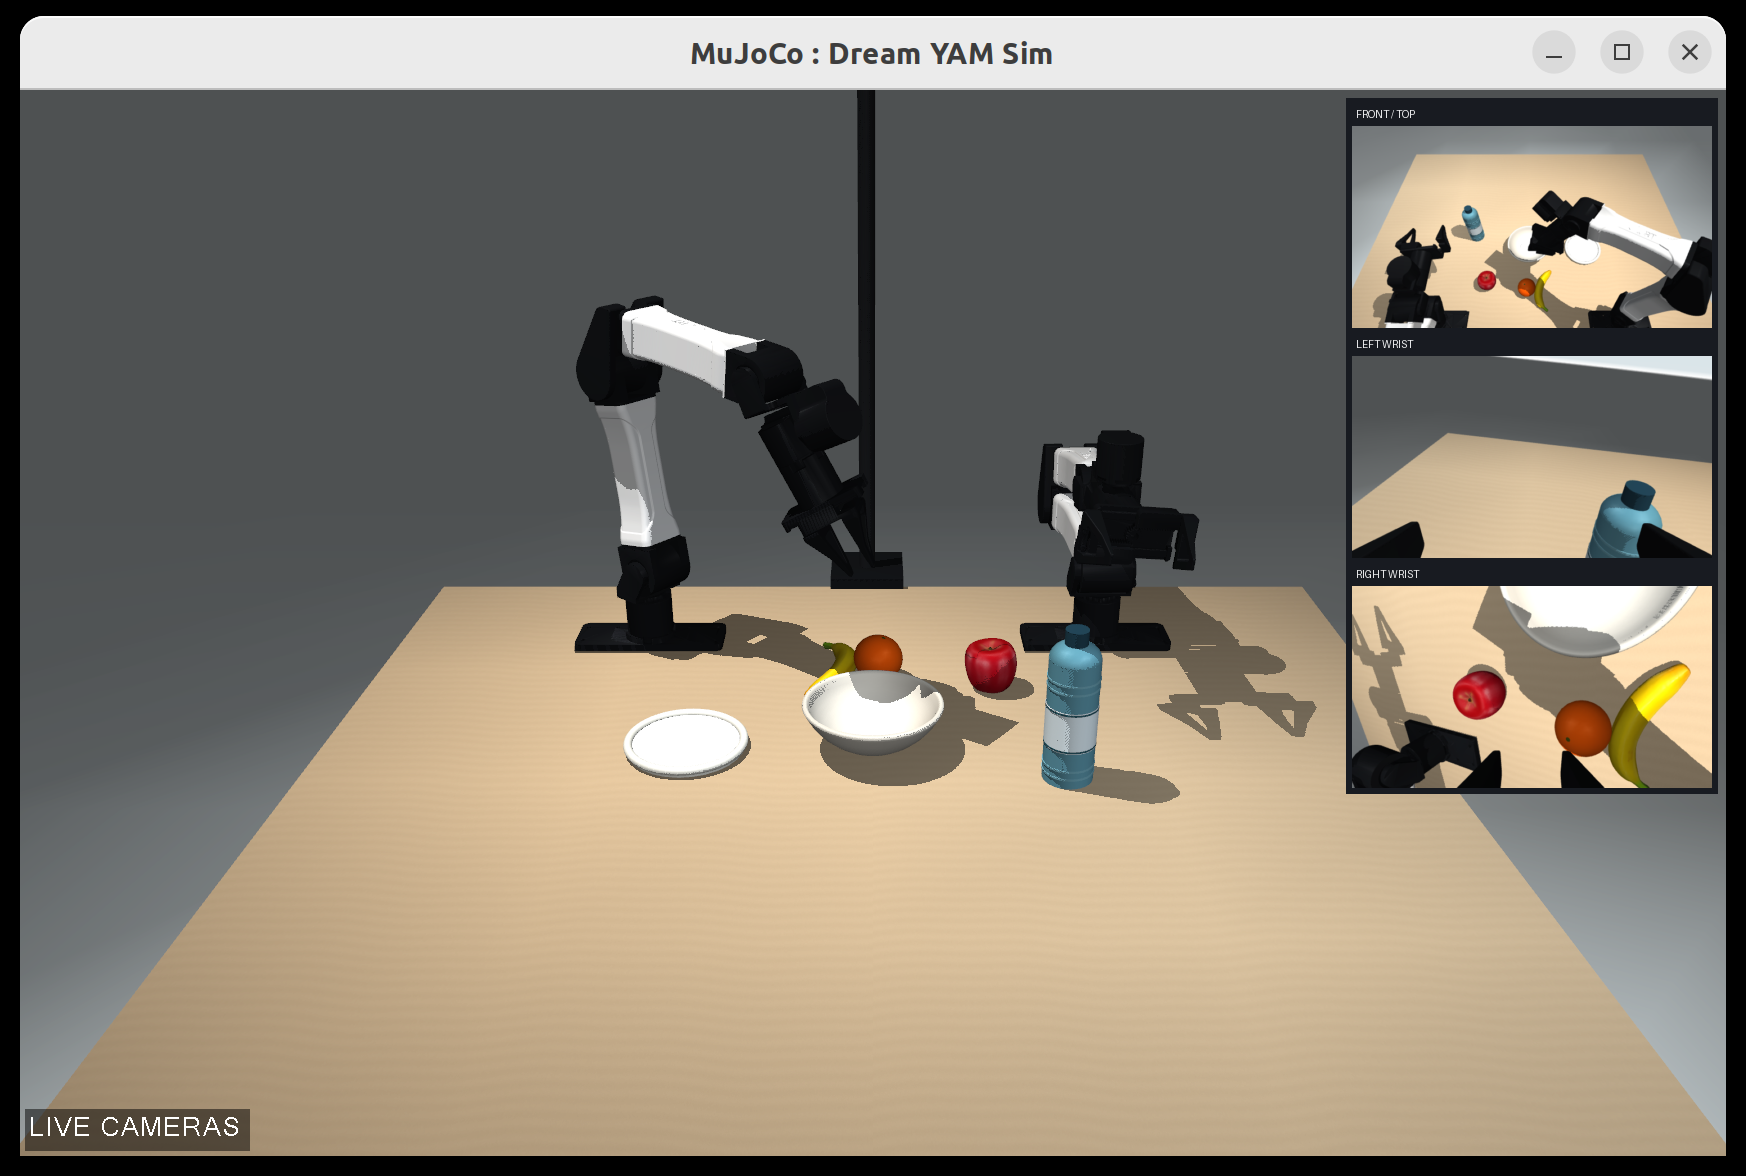 MuJoCo : Dream YAM Sim
FRONT / TOP
LEFT WRIST
RIGHT WRIST
LIVE CAMERAS